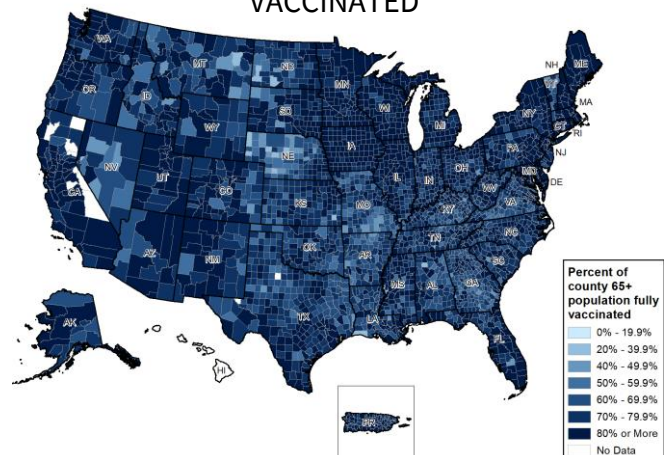 VACCINATED
WA
MT
ND
MN
OR
ID
WY
SD
WI
MI
NY
NH
ME
VT
MA
CT
RI
NV
UT
CO
NE
IA
IL
IN
OH
PA
NJ
MD
DE
CA
KS
MO
KY
WV
VA
AZ
NM
OK
AR
TN
NC
SC
TX
LA
MS
AL
GA
FL
AK
HI
PR
Percent of
county 65+
population fully
vaccinated
0% - 19.9%
20% - 39.9%
40% - 49.9%
50% - 59.9%
60% - 69.9%
70% - 79.9%
80% or More
No Data